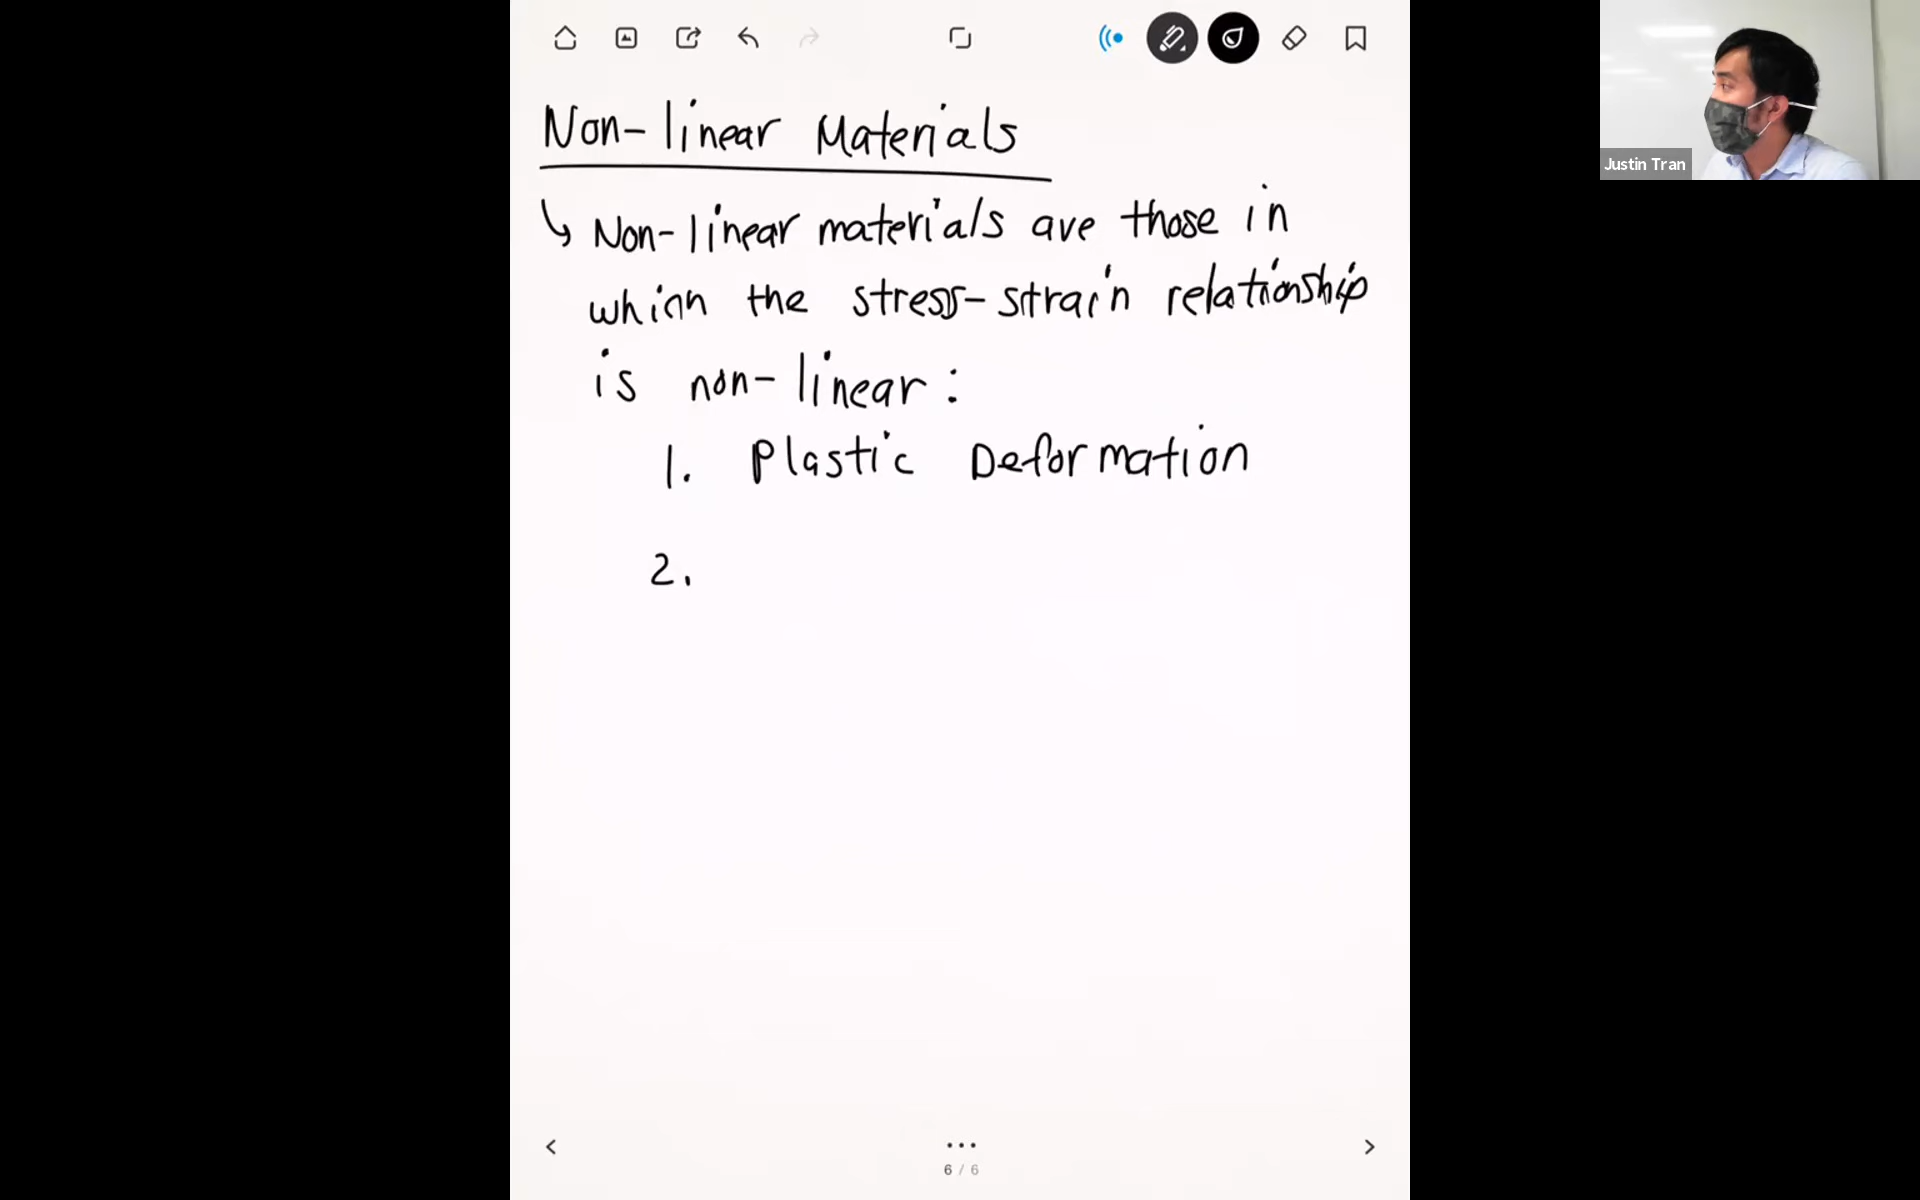 Non-linear Materials
Non-linear materials are those in
which the stress-strain relationship
is non-linear:
1. Plastic Deformation
2.
6 / 6
Justin Tran